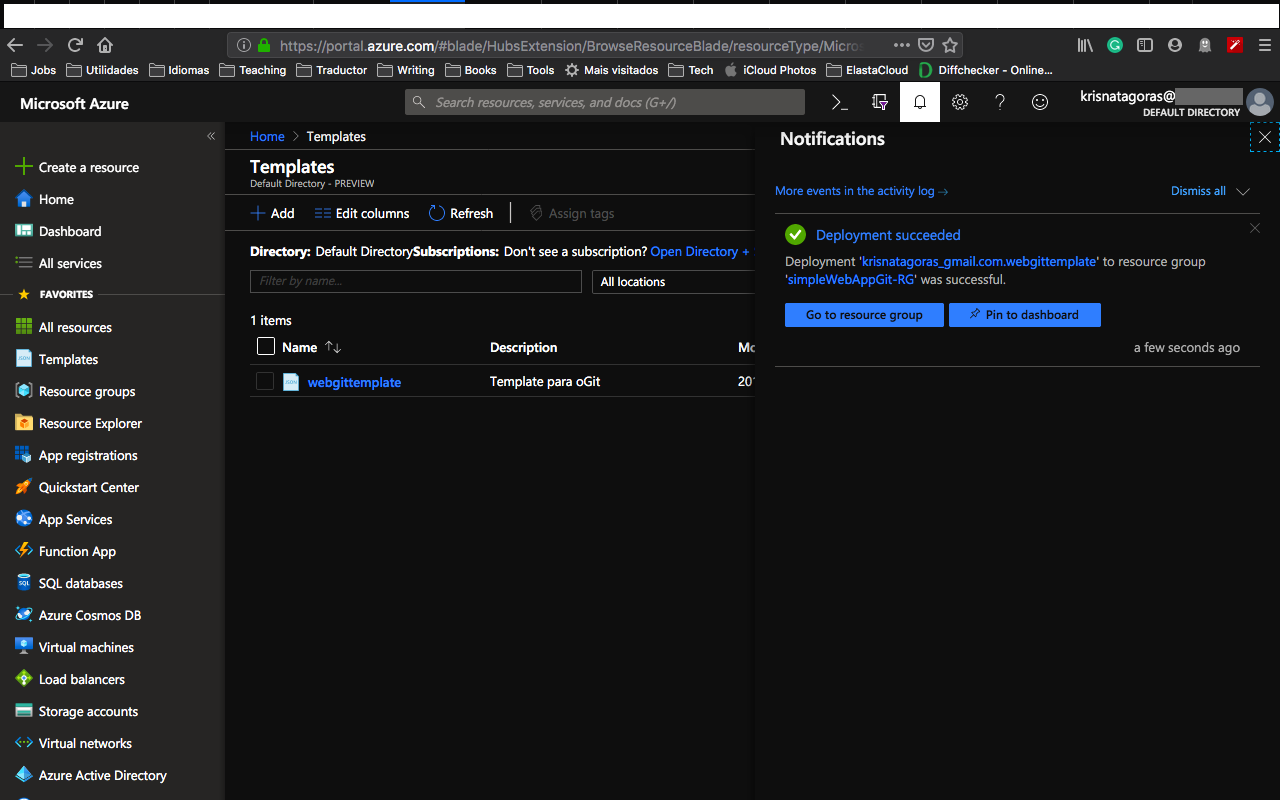 https://portal.azure.com/#blade/HubsExtension/BrowseResourceBlade/resourceType/Micro
Jobs Utilidades Idiomas Teaching Traductor Writing Books Tools Mais visitados Tech iCloud Photos ElastaCloud Diffchecker - Online...
Microsoft Azure
Search resources, services, and docs (G+/)
krisnatagoras@
DEFAULT DIRECTORY
«
Create a resource
Home
Dashboard
All services
FAVORITES
All resources
Templates
Resource groups
Resource Explorer
App registrations
Quickstart Center
App Services
Function App
SQL databases
Azure Cosmos DB
Virtual machines
Load balancers
Storage accounts
Virtual networks
Azure Active Directory
Home > Templates
Templates
Default Directory - PREVIEW
Add Edit columns Refresh Assign tags
Directory: Default DirectorySubscriptions: Don't see a subscription? Open Directory +
Filter by name...
All locations
1 items
Name ↑↓ Description Mo
webgittemplate Template para oGit 201
Notifications
More events in the activity log →
Dismiss all
Deployment succeeded
Deployment 'krisnatagoras_gmail.com.webgittemplate' to resource group
'simpleWebAppGit-RG' was successful.
Go to resource group
Pin to dashboard
a few seconds ago